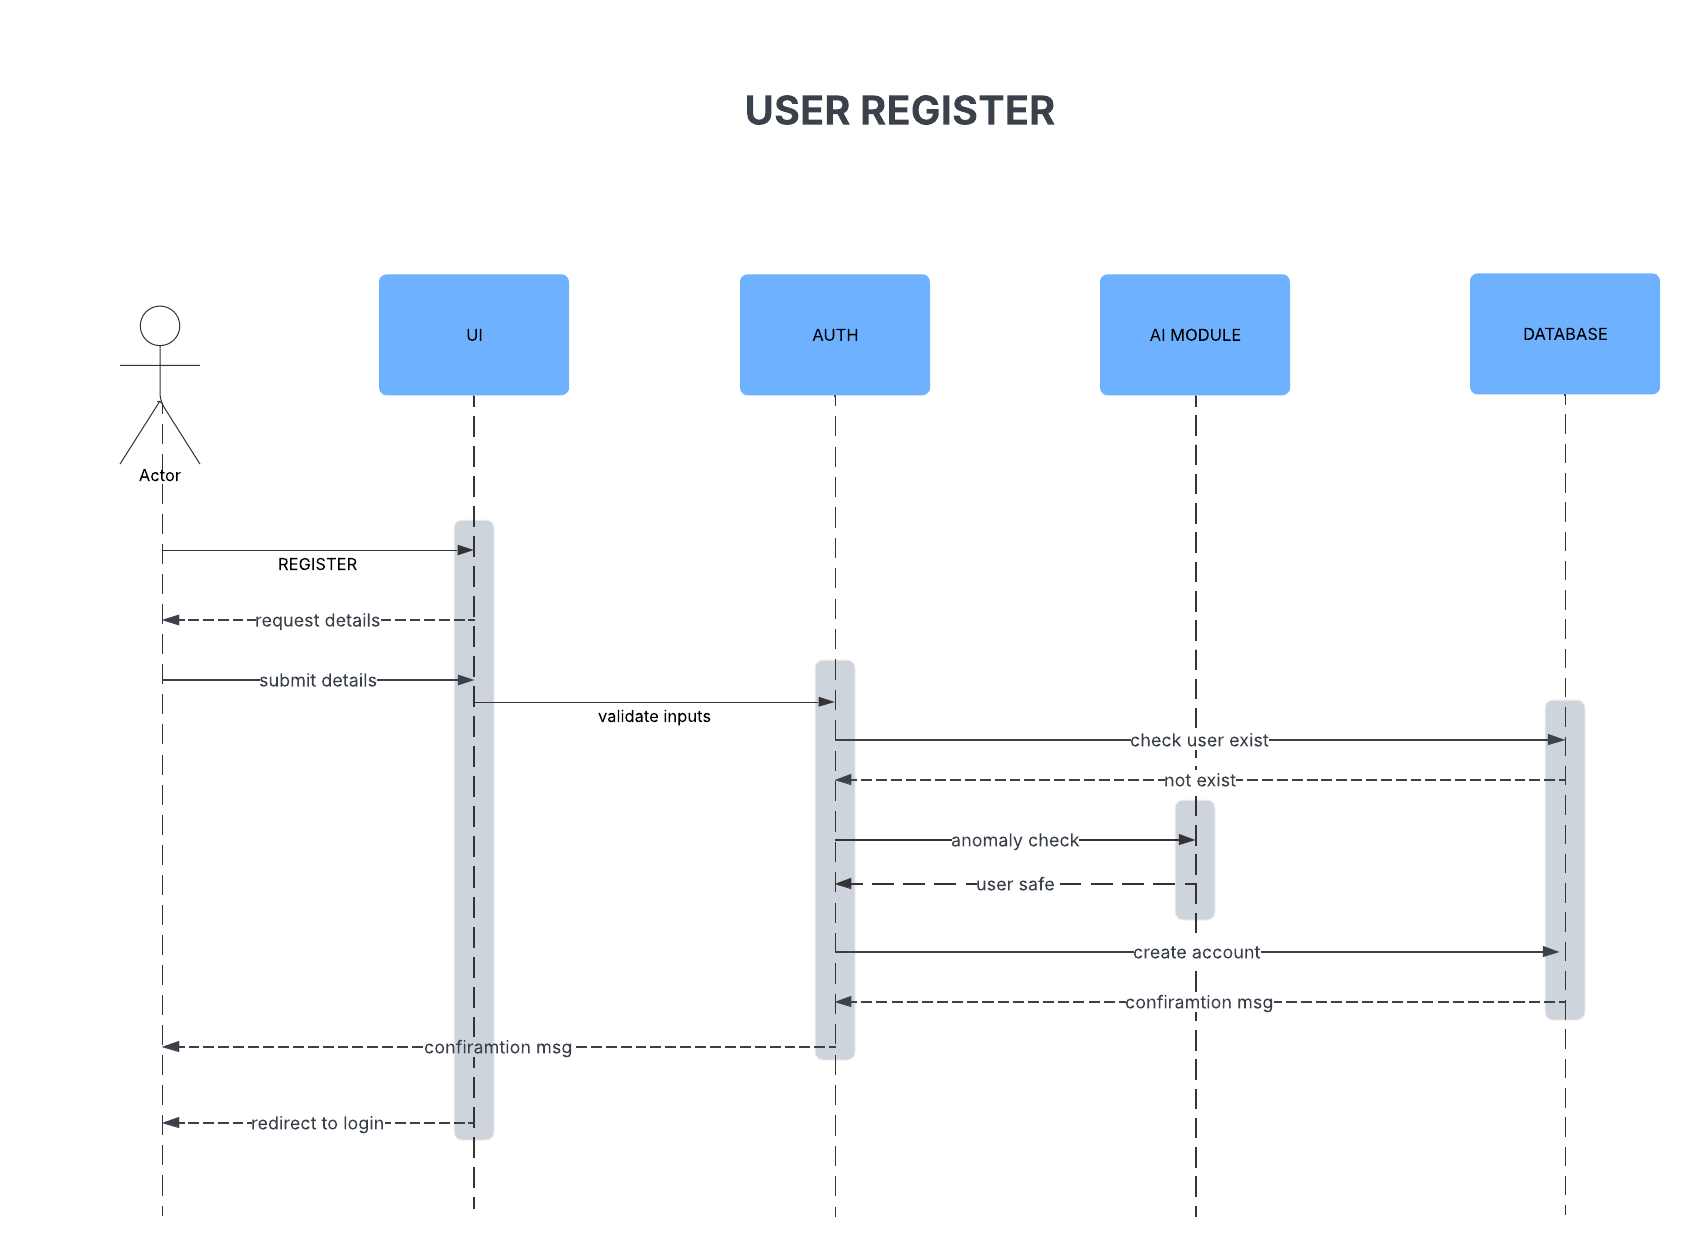 USER REGISTER
UI
AUTH
AI MODULE
DATABASE
Actor
REGISTER
request details
submit details
validate inputs
check user exist
not exist
anomaly check
user safe
create account
confiramtion msg
confiramtion msg
redirect to login